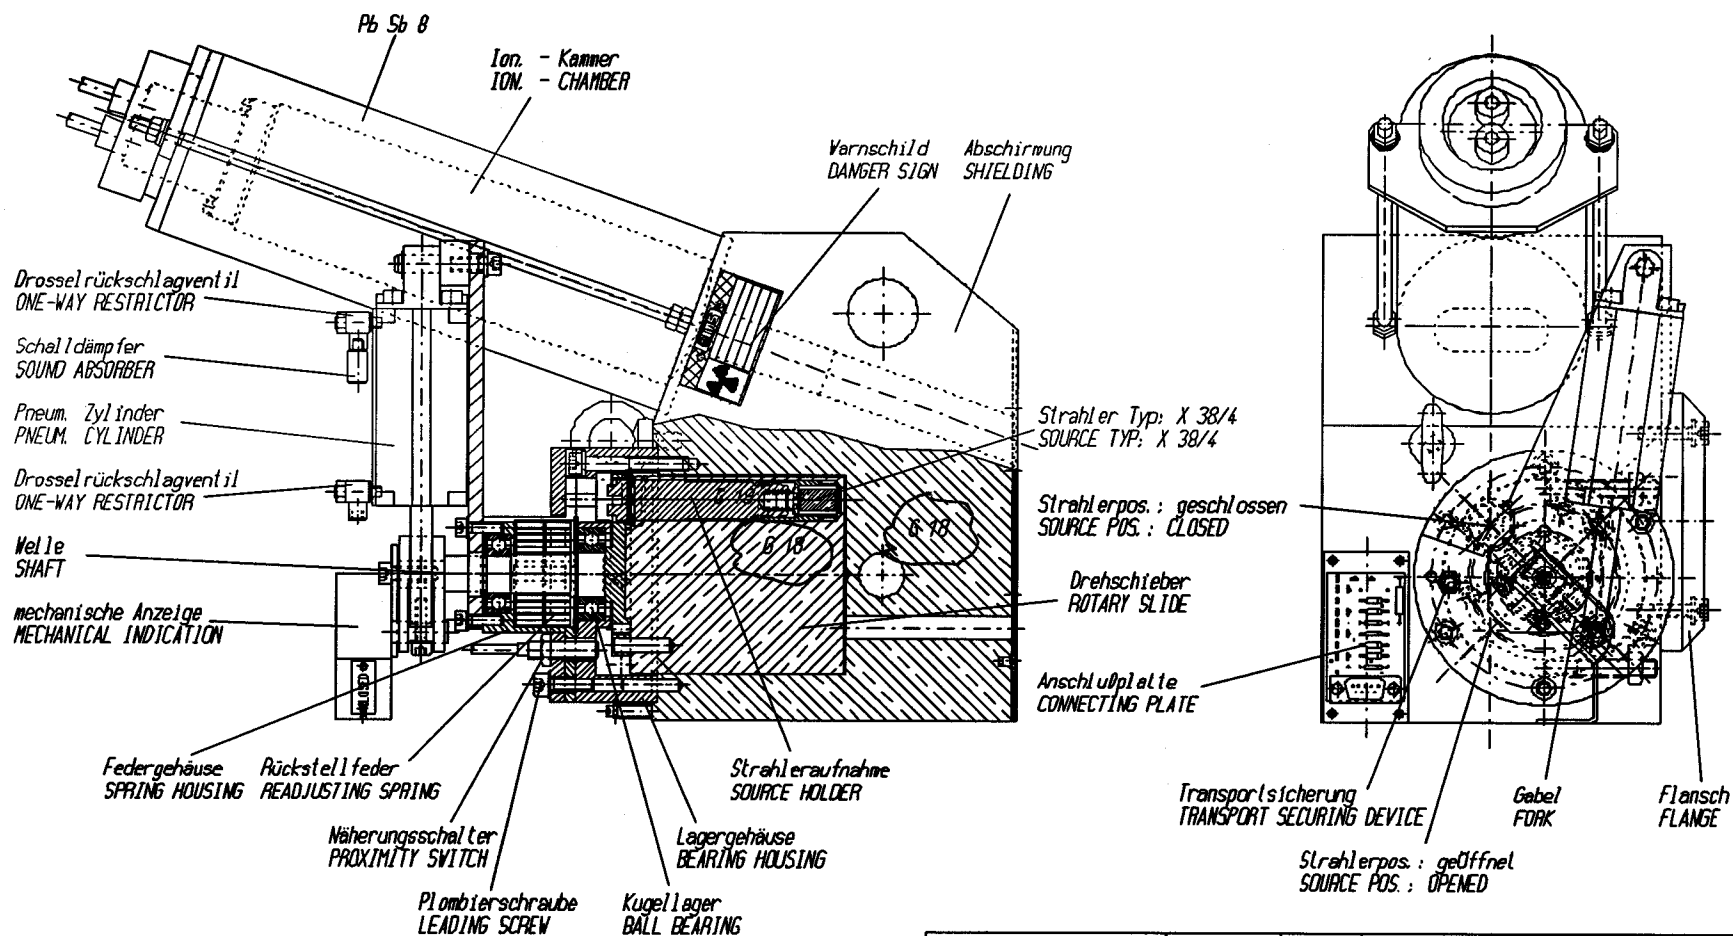 Pb Sb 8
Ion. - Kammer
ION. - CHAMBER
Warnschild
DANGER SIGN
Abschirmung
SHIELDING
Drosselrückschlagventil
ONE-WAY RESTRICTOR
Schalldämpfer
SOUND ABSORBER
Pneum. Zylinder
PNEUM. CYLINDER
Drosselrückschlagventil
ONE-WAY RESTRICTOR
Welle
SHAFT
mechanische Anzeige
MECHANICAL INDICATION
Federgehäuse
SPRING HOUSING
Rückstellfeder
READJUSTING SPRING
Näherungsschalter
PROXIMITY SWITCH
Plombierschraube
LEADING SCREW
Kugellager
BALL BEARING
Lagergehäuse
BEARING HOUSING
Strahleraufnahme
SOURCE HOLDER
G 18
G 18
G 18
Strahler Typ: X 38/4
SOURCE TYP: X 38/4
Strahlerpos.: geschlossen
SOURCE POS.: CLOSED
Drehschieber
ROTARY SLIDE
Anschlußplatte
CONNECTING PLATE
Transportsicherung
TRANSPORT SECURING DEVICE
Strahlerpos.: geÖffnet
SOURCE POS.: OPENED
Gabel
FORK
Flansch
FLANGE